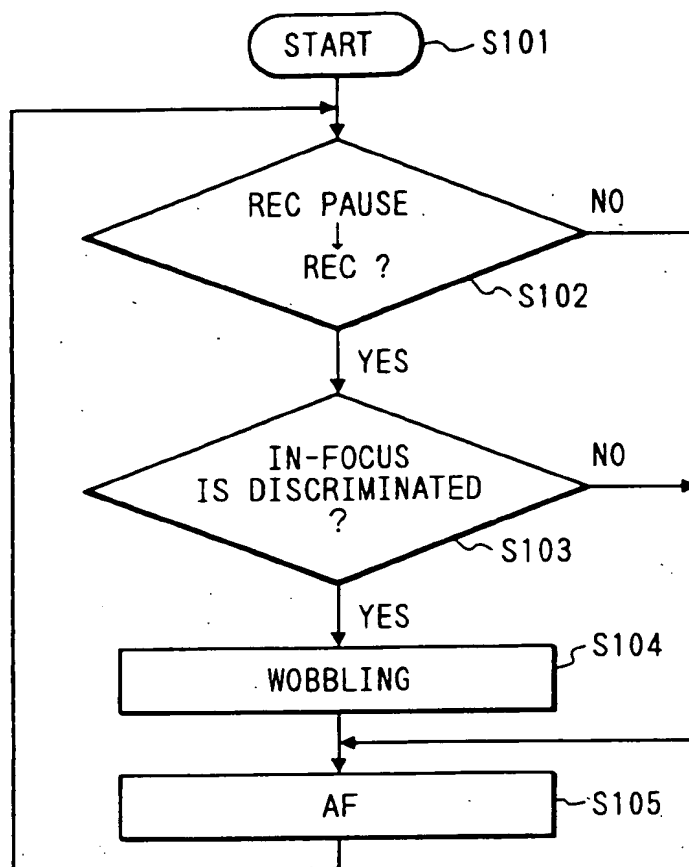 START
S101
REC PAUSE
↓
REC ?
NO
S102
YES
IN-FOCUS
IS DISCRIMINATED
?
NO
S103
YES
WOBBLING
S104
AF
S105